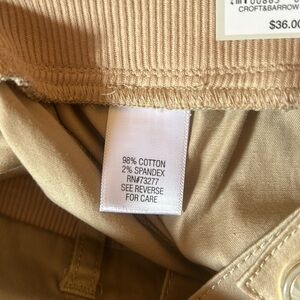 CROFT&BARROW
$36.00
98% COTTON
2% SPANDEX
RN#73277
SEE REVERSE
FOR CARE